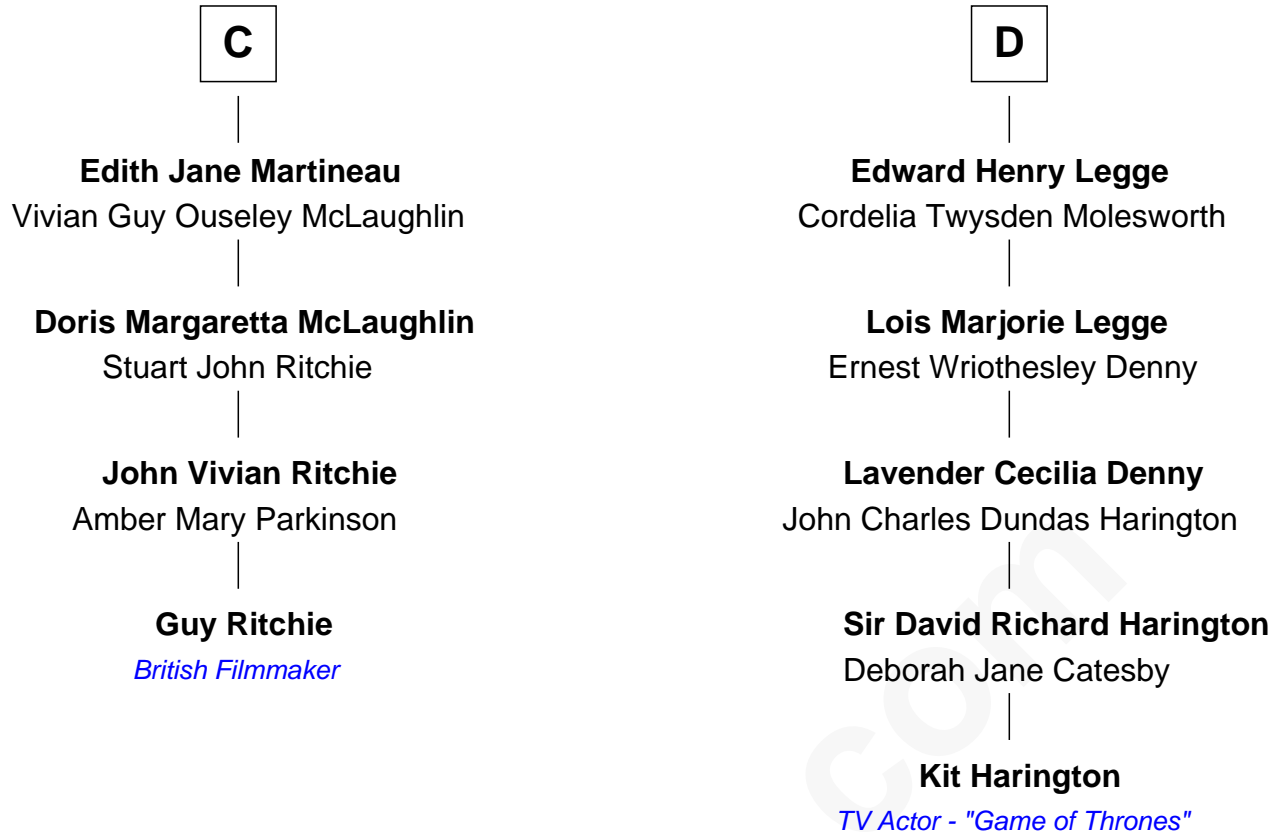 C
Edith Jane Martineau
Vivian Guy Ouseley McLaughlin
Doris Margaretta McLaughlin
Stuart John Ritchie
John Vivian Ritchie
Amber Mary Parkinson
Guy Ritchie
British Filmmaker
D
Edward Henry Legge
Cordelia Twysden Molesworth
Lois Marjorie Legge
Ernest Wriothesley Denny
Lavender Cecilia Denny
John Charles Dundas Harington
Sir David Richard Harington
Deborah Jane Catesby
Kit Harington
TV Actor - "Game of Thrones"
com